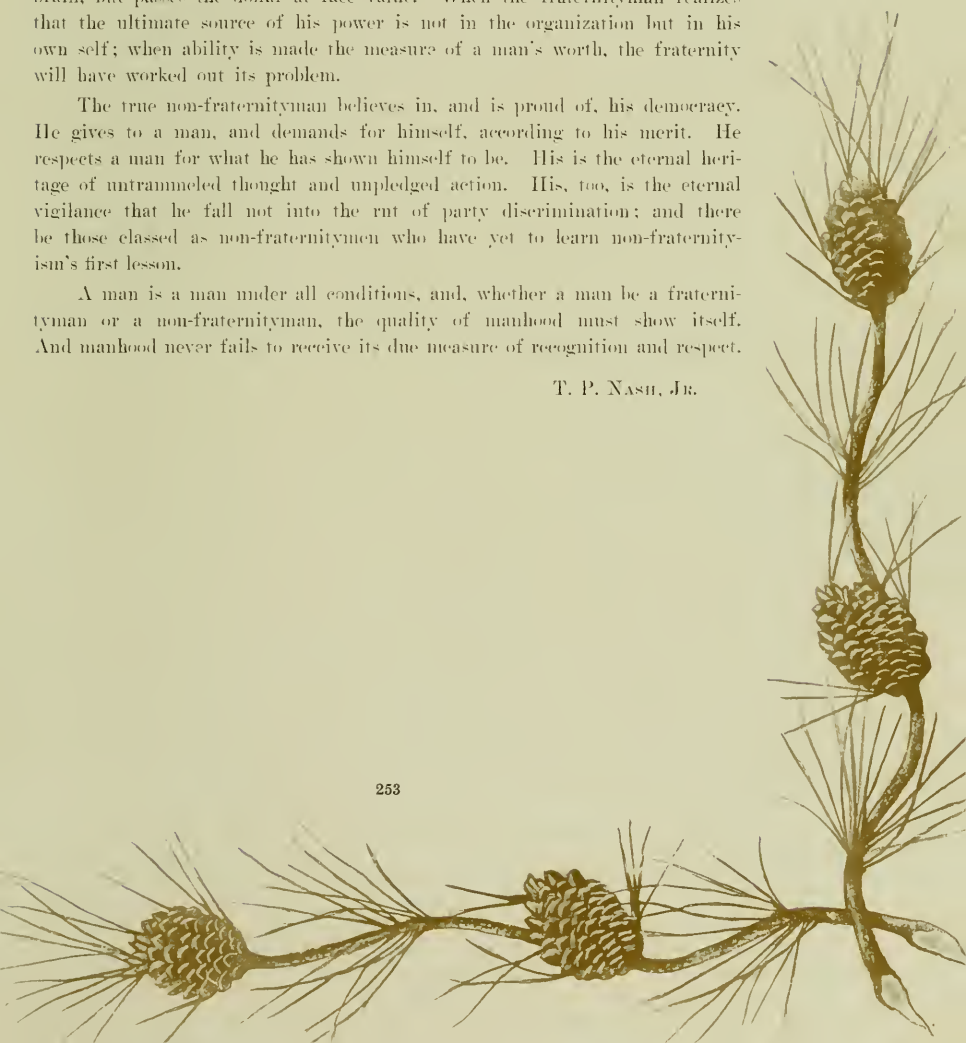 that the ultimate source of his power is not in the organization but in his
own self; when ability is made the measure of a man's worth, the fraternity
will have worked out its problem.
The true non-fraternityman believes in, and is proud of, his democracy.
He gives to a man, and demands for himself, according to his merit. He
respects a man for what he has shown himself to be. His is the eternal heri-
tage of untrammeled thought and unpledged action. His, too, is the eternal
vigilance that he fall not into the rut of party discrimination; and there
be those classed as non-fraternitymen who have yet to learn non-fraternity-
ism's first lesson.
A man is a man under all conditions, and, whether a man be a fraterni-
tyman or a non-fraternityman, the quality of manhood must show itself.
And manhood never fails to receive its due measure of recognition and respect.
T. P. Nash, Jr.
253